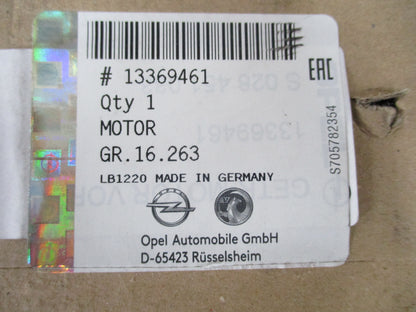 # 13369461
Qty 1
MOTOR
GR.16.263
LB1220 MADE IN GERMANY
Opel Automobile GmbH
D-65423 Rüsselsheim
EAC
S705782354
13369461